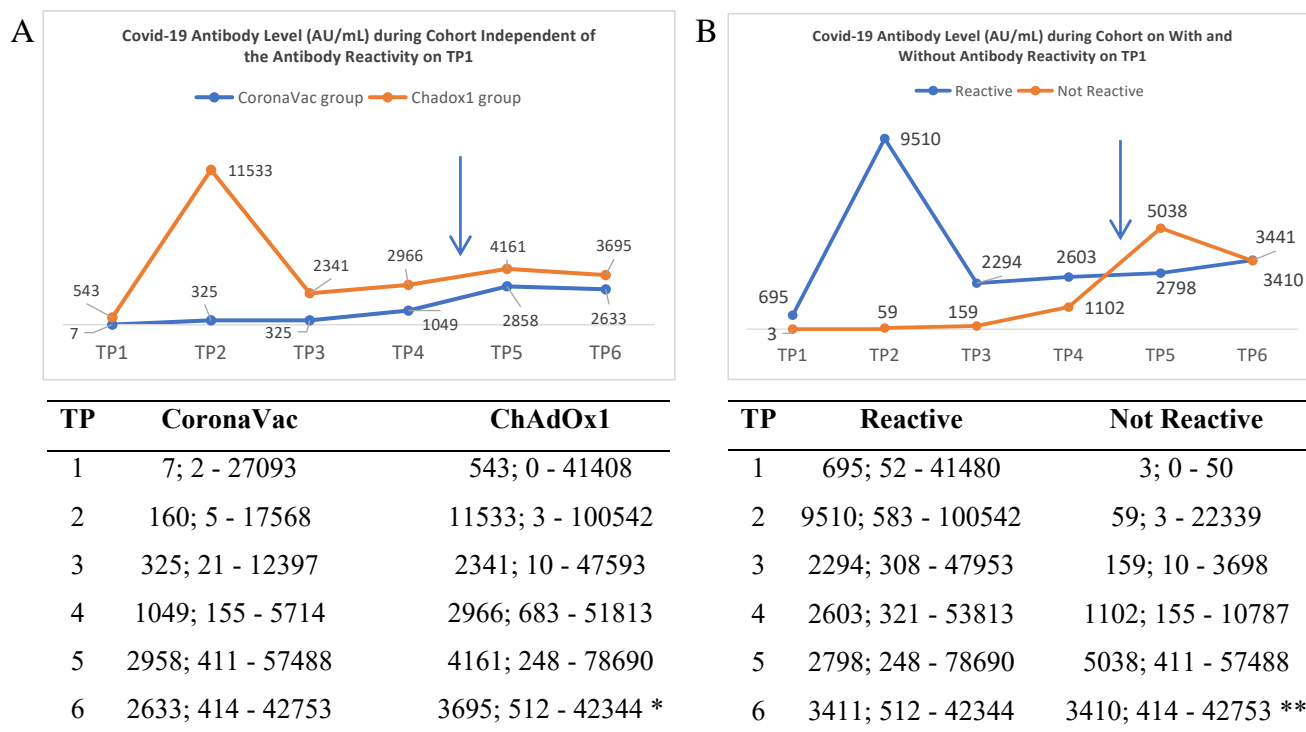 A
Covid-19 Antibody Level (AU/mL) during Cohort Independent of
the Antibody Reactivity on TP1
CoronaVac group Chadox1 group
543
7
11533
325
2341
325
2966
1049
4161
2858
3695
2633
TP1 TP2 TP3 TP4 TP5 TP6
TP CoronaVac ChAdOx1
1 7; 2 - 27093 543; 0 - 41408
2 160; 5 - 17568 11533; 3 - 100542
3 325; 21 - 12397 2341; 10 - 47593
4 1049; 155 - 5714 2966; 683 - 51813
5 2958; 411 - 57488 4161; 248 - 78690
6 2633; 414 - 42753 3695; 512 - 42344 *
B
Covid-19 Antibody Level (AU/mL) during Cohort on With and
Without Antibody Reactivity on TP1
Reactive Not Reactive
695
3
9510
59
2294
159
2603
1102
5038
2798
3441
3410
TP1 TP2 TP3 TP4 TP5 TP6
TP Reactive Not Reactive
1 695; 52 - 41480 3; 0 - 50
2 9510; 583 - 100542 59; 3 - 22339
3 2294; 308 - 47953 159; 10 - 3698
4 2603; 321 - 53813 1102; 155 - 10787
5 2798; 248 - 78690 5038; 411 - 57488
6 3411; 512 - 42344 3410; 414 - 42753 **